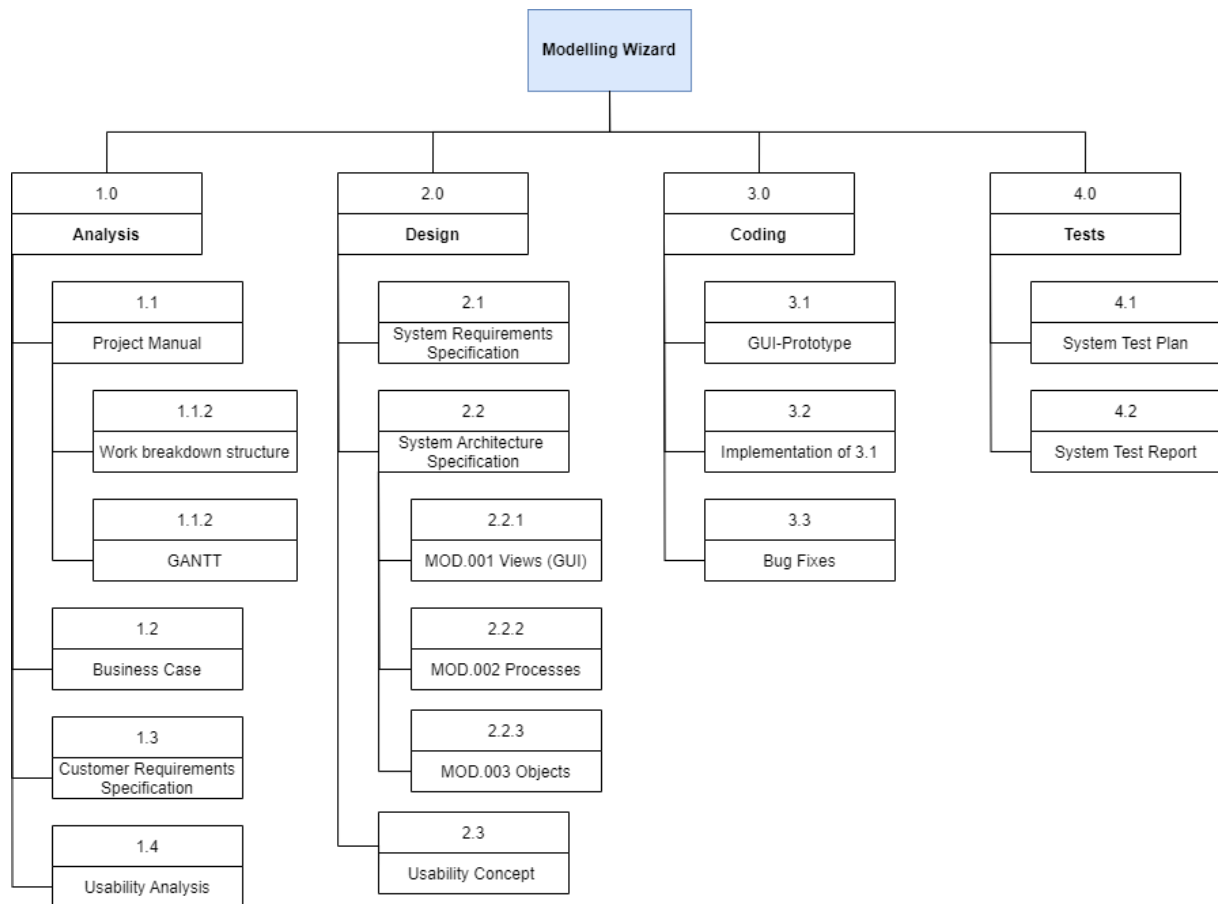 Modelling Wizard
1.0
Analysis
1.1
Project Manual
1.1.2
Work breakdown structure
1.1.2
GANTT
1.2
Business Case
1.3
Customer Requirements
Specification
1.4
Usability Analysis
2.0
Design
2.1
System Requirements
Specification
2.2
System Architecture
Specification
2.2.1
MOD.001 Views (GUI)
2.2.2
MOD.002 Processes
2.2.3
MOD.003 Objects
2.3
Usability Concept
3.0
Coding
3.1
GUI-Prototype
3.2
Implementation of 3.1
3.3
Bug Fixes
4.0
Tests
4.1
System Test Plan
4.2
System Test Report